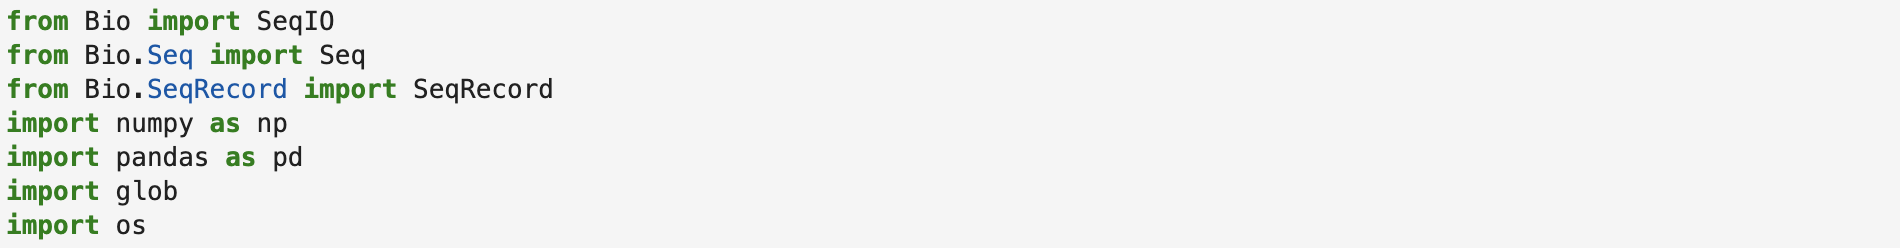 from Bio import SeqIO
from Bio.Seq import Seq
from Bio.SeqRecord import SeqRecord
import numpy as np
import pandas as pd
import glob
import os